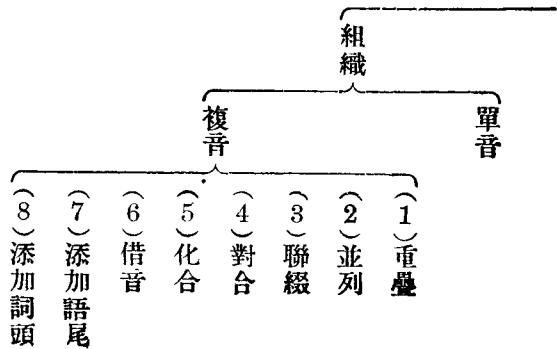 組織
單音
複音
(1)重疊
(2)並列
(3)聯綴
(4)對合
(5)化合
(6)借音
(7)添加語尾
(8)添加詞頭